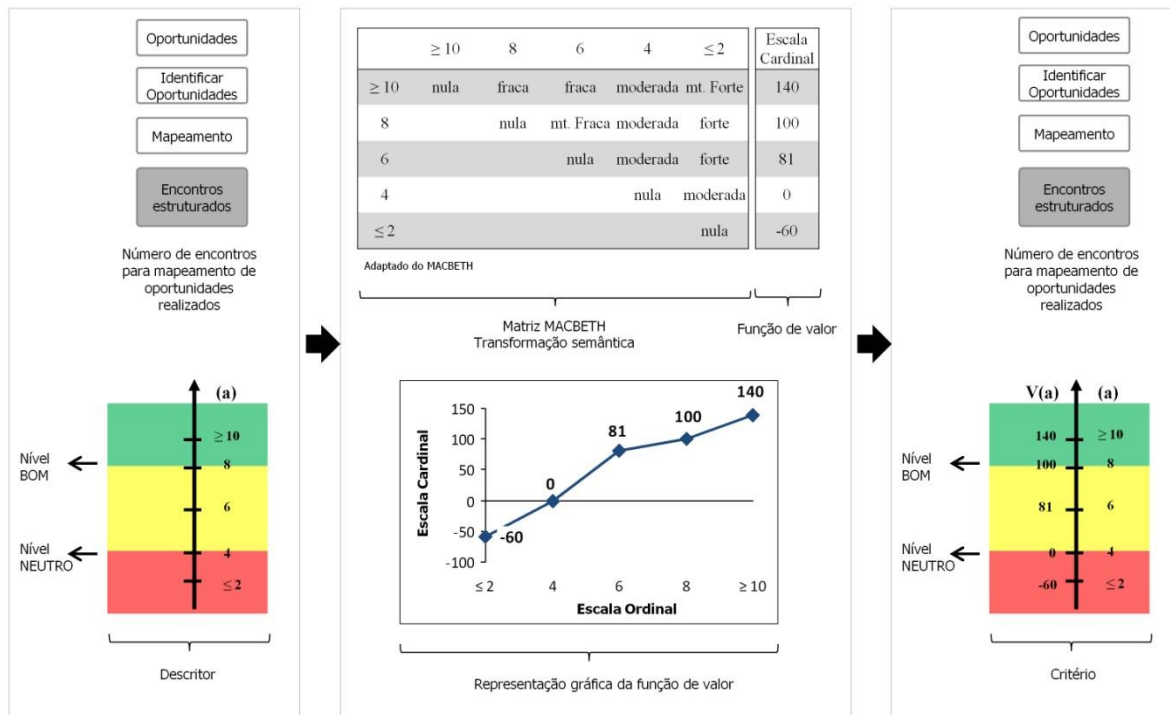 Oportunidades
Identificar
Oportunidades
Mapeamento
Encontros
estruturados
Número de encontros
para mapeamento de
oportunidades
realizados
(a)
≥ 10
Nível
BOM
8
6
Nível
NEUTRO
4
≤ 2
Descritor
≥ 10 8 6 4 ≤ 2 Escala
Cardinal
≥ 10 nula fraca fraca moderada mt. Forte 140
8 nula mt. Fraca moderada forte 100
6 nula moderada forte 81
4 nula moderada 0
≤ 2 nula -60
Adaptado do MACBETH
Matriz MACBETH
Transformação semântica
Função de valor
Escala Cardinal
150
100
50
0
-50
-100
-60
0
81
100
140
≤ 2 4 6 8 ≥ 10
Escala Ordinal
Representação gráfica da função de valor
Oportunidades
Identificar
Oportunidades
Mapeamento
Encontros
estruturados
Número de encontros
para mapeamento de
oportunidades
realizados
V(a) (a)
140 ≥ 10
Nível
BOM
100 8
81 6
Nível
NEUTRO
0 4
-60 ≤ 2
Critério